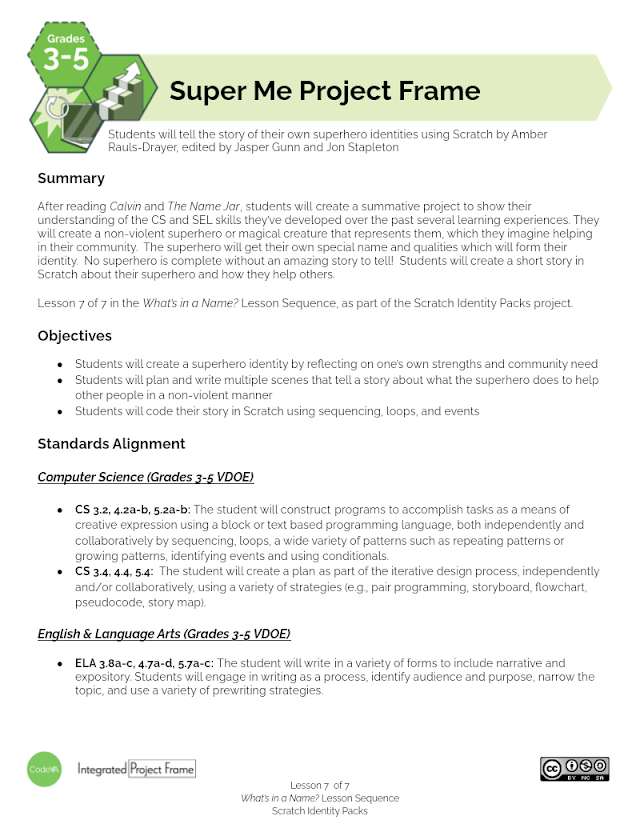 Grades
3-5
Super Me Project Frame
Students will tell the story of their own superhero identities using Scratch by Amber
Rauls-Drayer, edited by Jasper Gunn and Jon Stapleton
Summary
After reading Calvin and The Name Jar, students will create a summative project to show their
understanding of the CS and SEL skills they've developed over the past several learning experiences. They
will create a non-violent superhero or magical creature that represents them, which they imagine helping
in their community.  The superhero will get their own special name and qualities which will form their
identity.  No superhero is complete without an amazing story to tell!  Students will create a short story in
Scratch about their superhero and how they help others.
Lesson 7 of 7 in the What's in a Name? Lesson Sequence, as part of the Scratch Identity Packs project.
Objectives
● Students will create a superhero identity by reflecting on one's own strengths and community need
● Students will plan and write multiple scenes that tell a story about what the superhero does to help
other people in a non-violent manner
● Students will code their story in Scratch using sequencing, loops, and events
Standards Alignment
Computer Science (Grades 3-5 VDOE)
● CS 3.2, 4.2a-b, 5.2a-b: The student will construct programs to accomplish tasks as a means of
creative expression using a block or text based programming language, both independently and
collaboratively by sequencing, loops, a wide variety of patterns such as repeating patterns or
growing patterns, identifying events and using conditionals.
● CS 3.4, 4.4, 5.4:  The student will create a plan as part of the iterative design process, independently
and/or collaboratively, using a variety of strategies (e.g., pair programming, storyboard, flowchart,
pseudocode, story map).
English & Language Arts (Grades 3-5 VDOE)
● ELA 3.8a-c, 4.7a-d, 5.7a-c: The student will write in a variety of forms to include narrative and
expository. Students will engage in writing as a process, identify audience and purpose, narrow the
topic, and use a variety of prewriting strategies.
CodeVA
Integrated Project Frame
cc BY NC SA
Lesson 7  of 7
What's in a Name? Lesson Sequence
Scratch Identity Packs